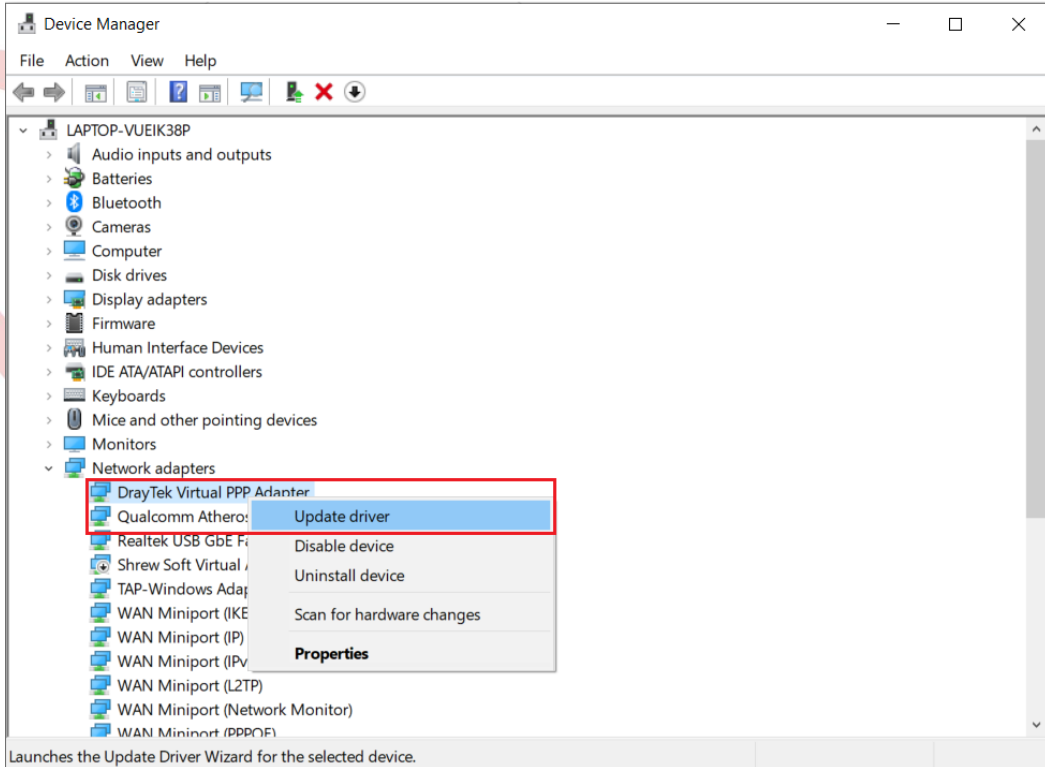 Device Manager
File Action View Help
LAPTOP-VUEIK38P
Audio inputs and outputs
Batteries
Bluetooth
Cameras
Computer
Disk drives
Display adapters
Firmware
Human Interface Devices
IDE ATA/ATAPI controllers
Keyboards
Mice and other pointing devices
Monitors
Network adapters
DrayTek Virtual PPP Adapter
Qualcomm Atheros
Update driver
Realtek USB GbE Fa
Disable device
Shrew Soft Virtual
Uninstall device
TAP-Windows Adap
WAN Miniport (IKE
Scan for hardware changes
WAN Miniport (IP)
WAN Miniport (IPv
Properties
WAN Miniport (L2TP)
WAN Miniport (Network Monitor)
WAN Miniport (PPPOE)
Launches the Update Driver Wizard for the selected device.